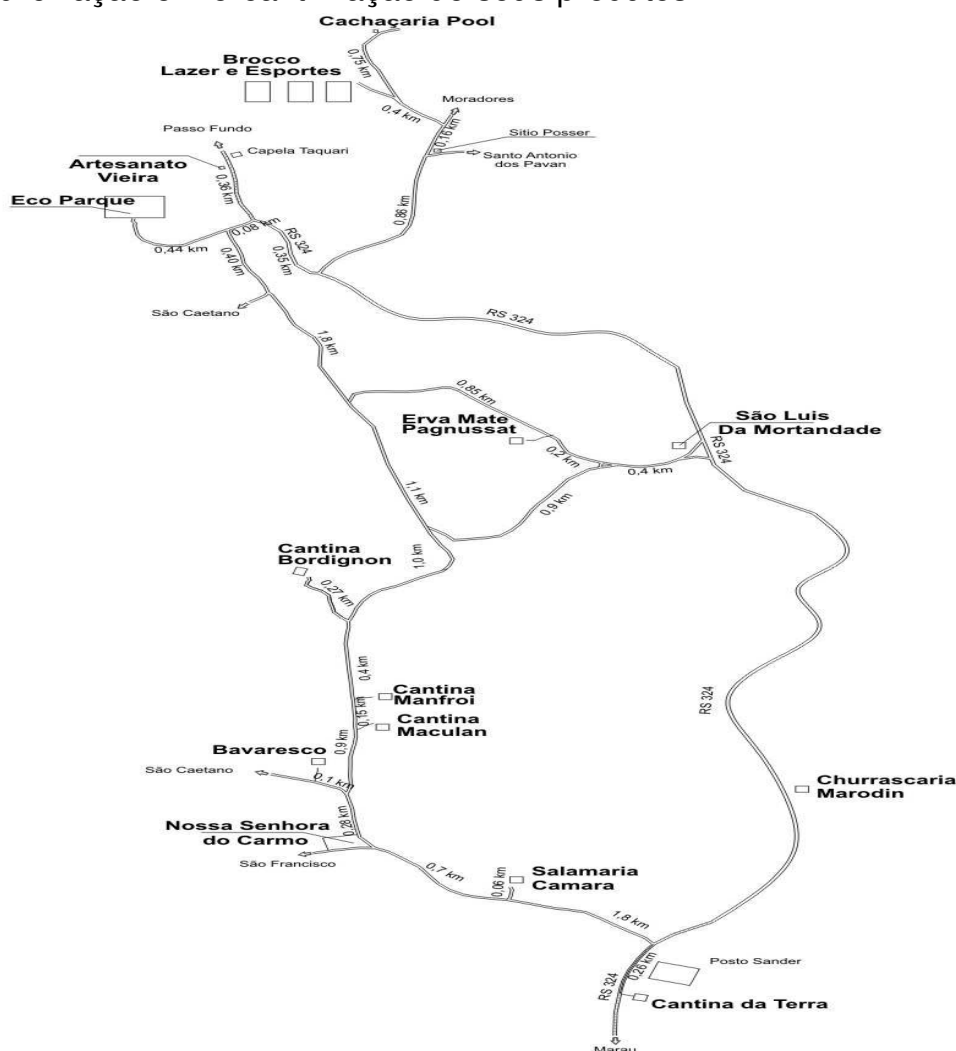 Cachaçaria Pool
0,75 km
Brocco
Lazer e Esportes
0,4 km
Moradores
0,16 km
Sitio Posser
Santo Antonio
dos Pavan
Passo Fundo
Capela Taquari
Artesanato
Vieira
0,36 km
Eco Parque
0,86 km
0,08 km
RS 324
0,44 km
0,40 km
0,35 km
São Caetano
RS 324
1,8 km
0,85 km
Erva Mate
Pagnussat
São Luis
Da Mortandade
0,2 km
RS 324
0,4 km
1,1 km
0,9 km
Cantina
Bordignon
1,0 km
0,27 km
0,4 km
Cantina
Manfroi
RS 324
0,15 km
Cantina
Maculan
0,9 km
Bavaresco
São Caetano
0,1 km
Churrascaria
Marodin
0,28 km
Nossa Senhora
do Carmo
São Francisco
0,7 km
0,06 km
Salamaria
Camara
1,8 km
Posto Sander
0,26 km
RS 324
Cantina da Terra
Marau